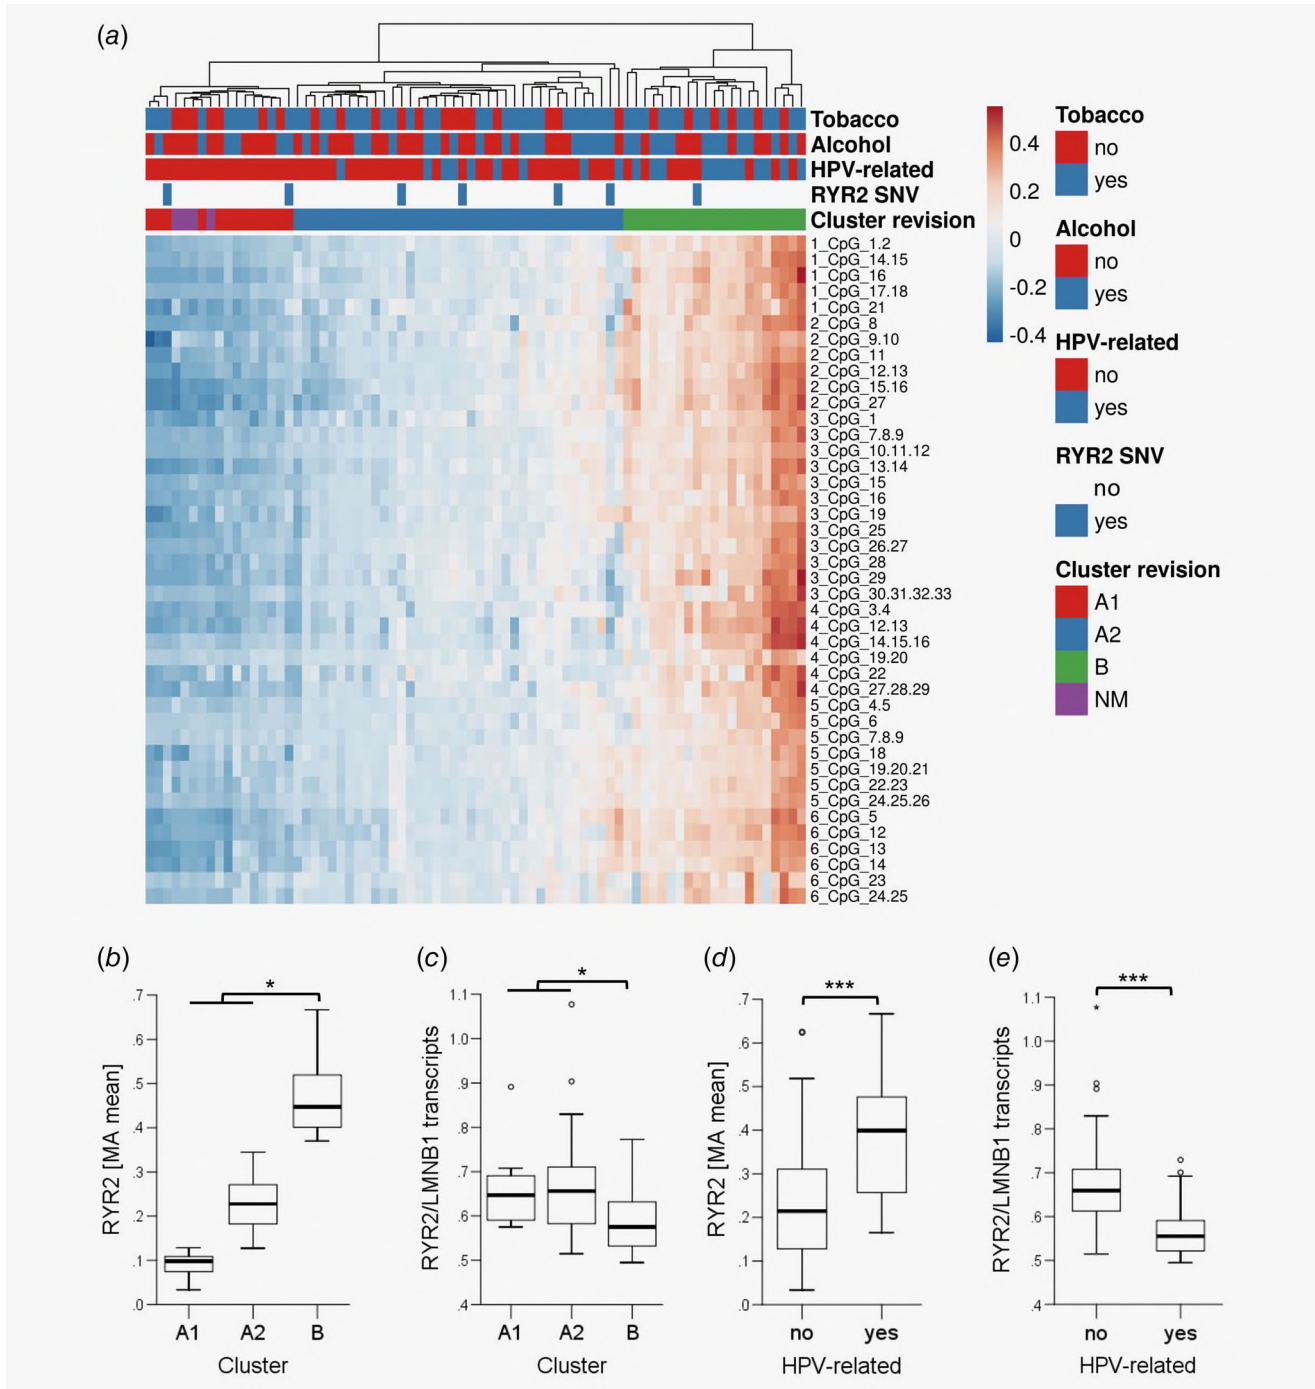 (a)
Tobacco
Alcohol
HPV-related
RYR2 SNV
Cluster revision
1_CpG_1.2
1_CpG_14.15
1_CpG_16
1_CpG_17.18
1_CpG_21
2_CpG_8
2_CpG_9.10
2_CpG_11
2_CpG_12.13
2_CpG_15.16
2_CpG_27
3_CpG_1
3_CpG_7.8.9
3_CpG_10.11.12
3_CpG_13.14
3_CpG_15
3_CpG_16
3_CpG_19
3_CpG_25
3_CpG_26.27
3_CpG_28
3_CpG_29
3_CpG_30.31.32.33
4_CpG_3.4
4_CpG_12.13
4_CpG_14.15.16
4_CpG_19.20
4_CpG_22
4_CpG_27.28.29
5_CpG_4.5
5_CpG_6
5_CpG_7.8.9
5_CpG_18
5_CpG_19.20.21
5_CpG_22.23
5_CpG_24.25.26
6_CpG_5
6_CpG_12
6_CpG_13
6_CpG_14
6_CpG_23
6_CpG_24.25
0.4
0.2
0
-0.2
-0.4
Tobacco
no
yes
Alcohol
no
yes
HPV-related
no
yes
RYR2 SNV
no
yes
Cluster revision
A1
A2
B
NM
(b)
*
RYR2 [MA mean]
.7
.6
.5
.4
.3
.2
.1
.0
A1 A2 B
Cluster
(c)
*
RYR2/LMNB1 transcripts
1.1
1.0
.9
.8
.7
.6
.5
.4
A1 A2 B
Cluster
(d)
***
RYR2 [MA mean]
.7
.6
.5
.4
.3
.2
.1
.0
no yes
HPV-related
(e)
***
*
RYR2/LMNB1 transcripts
1.1
1.0
.9
.8
.7
.6
.5
.4
no yes
HPV-related